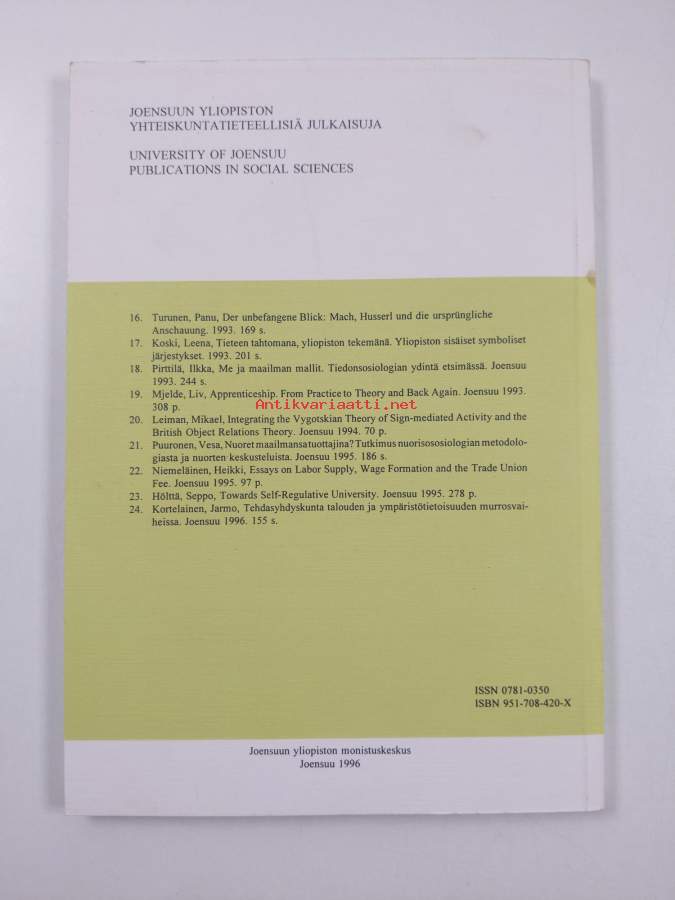 JOENSUUN YLIOPISTON
YHTEISKUNTATIETEELLISIÄ JULKAISUJA
UNIVERSITY OF JOENSUU
PUBLICATIONS IN SOCIAL SCIENCES
16. Turunen, Panu, Der unbefangene Blick: Mach, Husserl und die ursprüngliche
Anschauung. 1993. 169 s.
17. Koski, Leena, Tieteen tahtomana, yliopiston tekemänä. Yliopiston sisäiset symboliset
järjestykset. 1993. 201 s.
18. Pirttilä, Ilkka, Me ja maailman mallit. Tiedonsosiologian ydintä etsimässä. Joensuu
1993. 244 s.
19. Mjelde, Liv, Apprenticeship. From Practice to Theory and Back Again. Joensuu 1993.
308 p.
Antikvariaatti.net
20. Leiman, Mikael, Integrating the Vygotskian Theory of Sign-mediated Activity and the
British Object Relations Theory. Joensuu 1994. 70 p.
21. Puuronen, Vesa, Nuoret maailmansa tuottajina? Tutkimus nuorisososiologian metodolo-
giasta ja nuorten keskusteluista. Joensuu 1995. 186 s.
22. Niemeläinen, Heikki, Essays on Labor Supply, Wage Formation and the Trade Union
Fee. Joensuu 1995. 97 p.
23. Hölttä, Seppo, Towards Self-Regulative University. Joensuu 1995. 278 p.
24. Kortelainen, Jarmo, Tehdasyhdyskunta talouden ja ympäristötietoisuuden murrosvai-
heissa. Joensuu 1996. 155 s.
ISSN 0781-0350
ISBN 951-708-420-X
Joensuun yliopiston monistuskeskus
Joensuu 1996